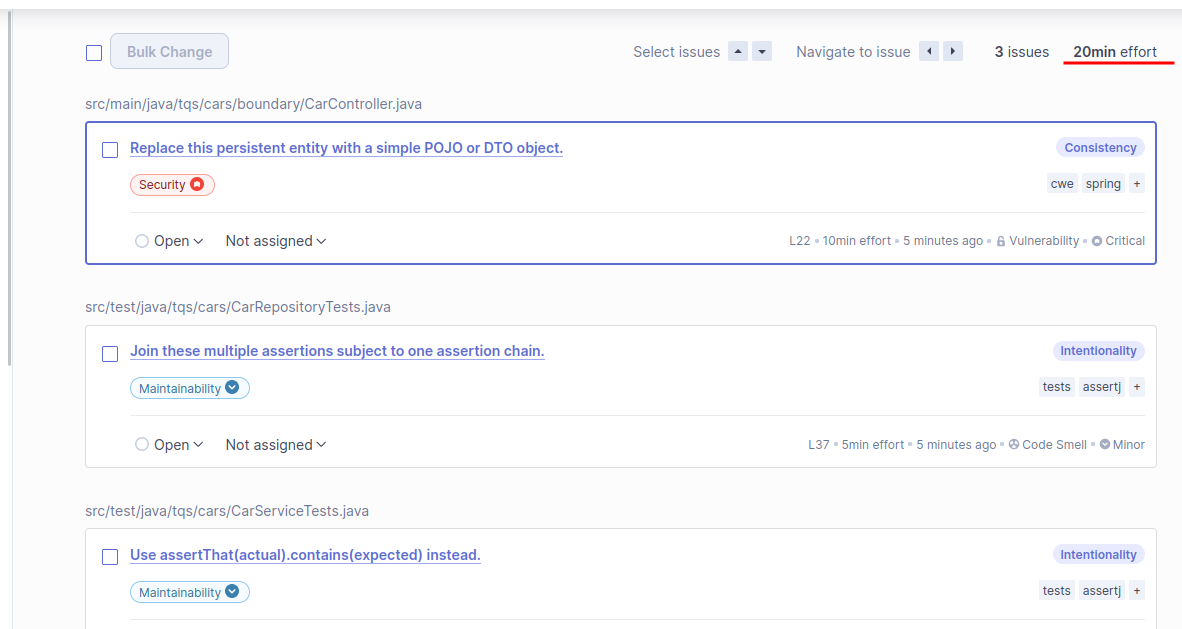 Bulk Change Select issues Navigate to issue 3 issues 20min effort
src/main/java/tqs/cars/boundary/CarController.java
Replace this persistent entity with a simple POJO or DTO object. Consistency
Security cwe spring +
Open Not assigned L22 10min effort 5 minutes ago Vulnerability Critical
src/test/java/tqs/cars/CarRepositoryTests.java
Join these multiple assertions subject to one assertion chain. Intentionality
Maintainability tests assertj +
Open Not assigned L37 5min effort 5 minutes ago Code Smell Minor
src/test/java/tqs/cars/CarServiceTests.java
Use assertThat(actual).contains(expected) instead. Intentionality
Maintainability tests assertj +